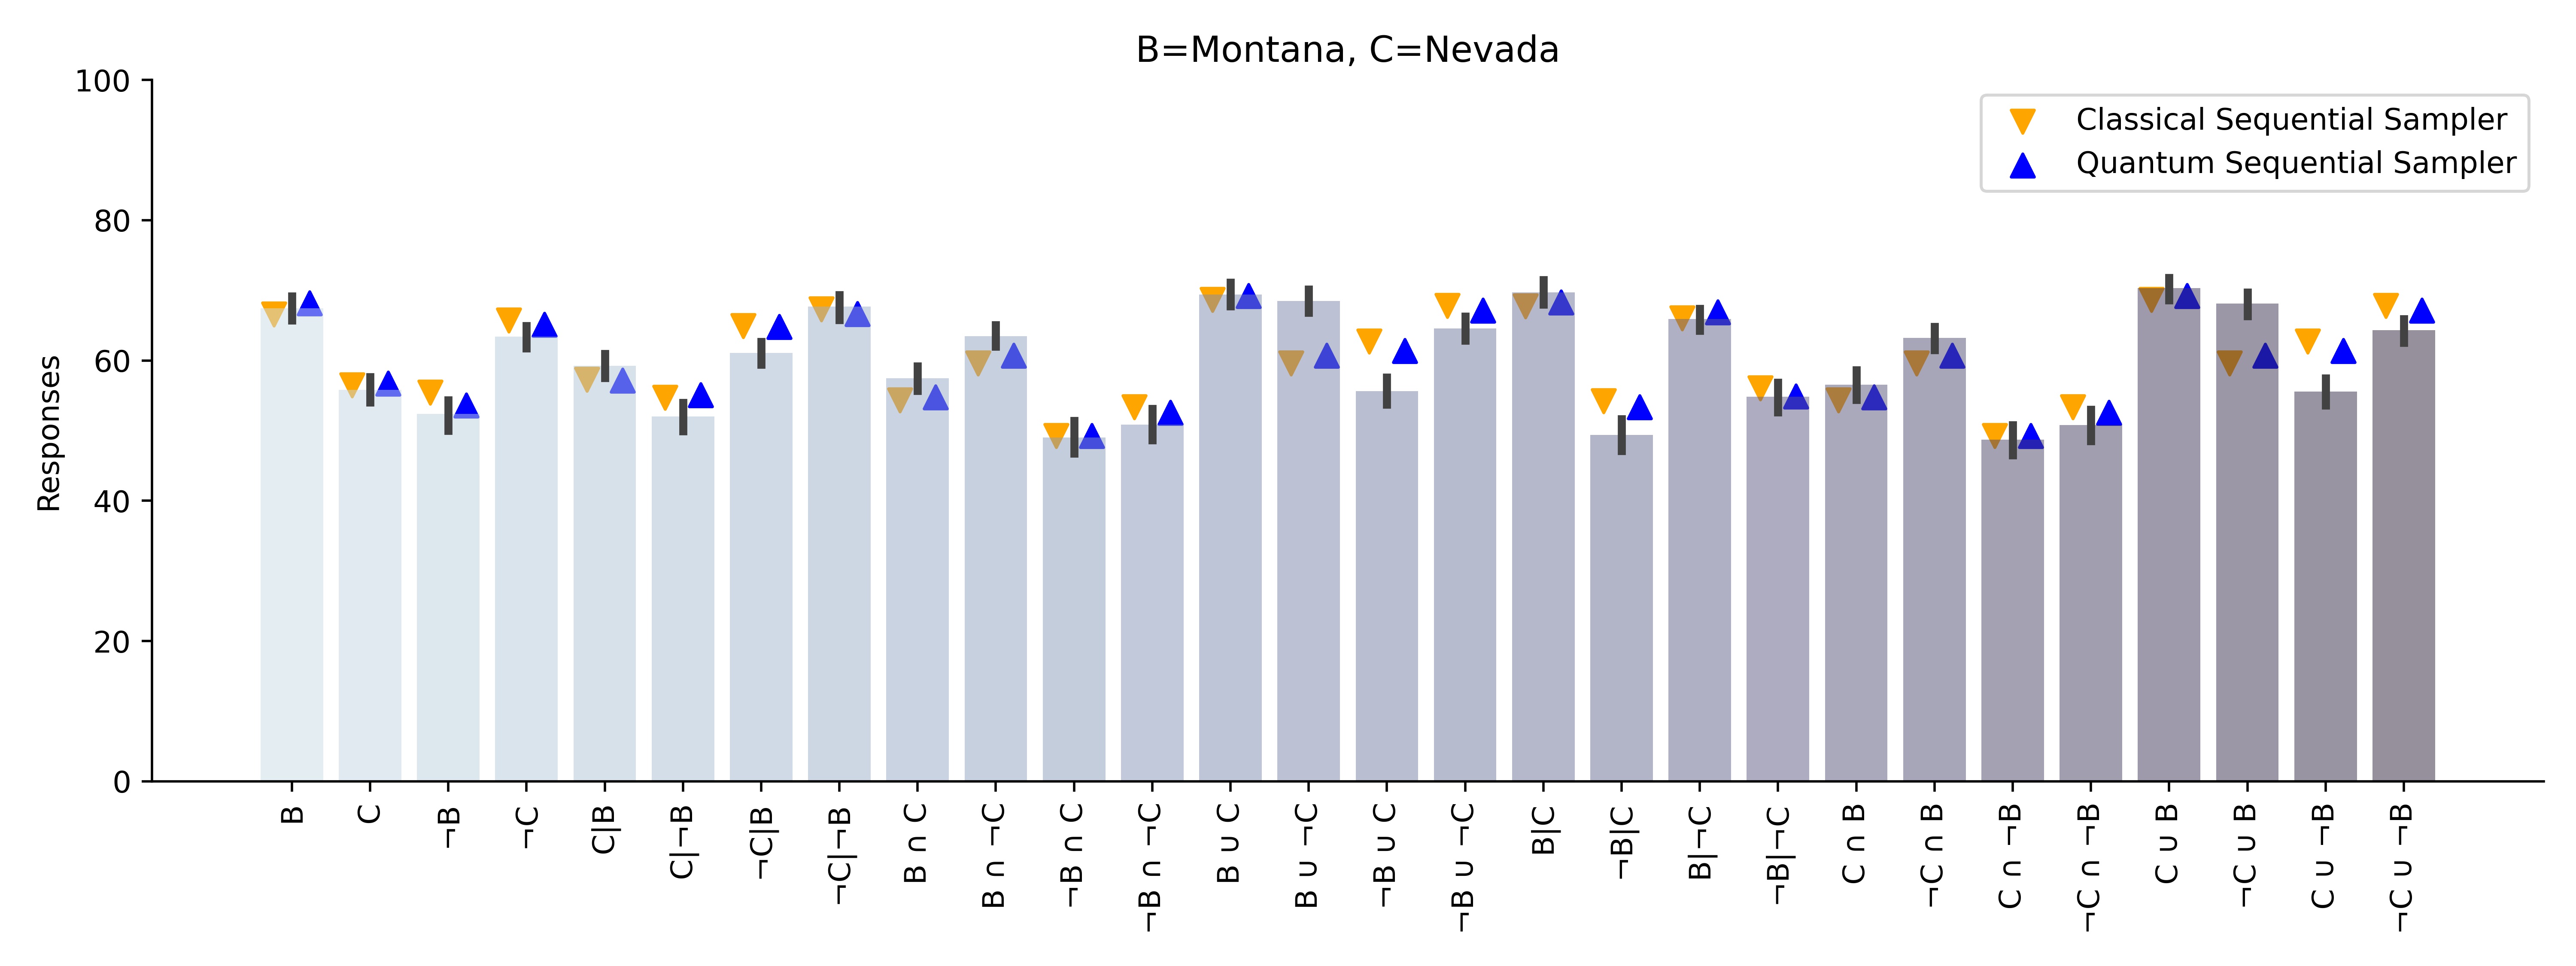 B=Montana, C=Nevada
100
80
60
40
20
0
Responses
Classical Sequential Sampler
Quantum Sequential Sampler
B
C
¬B
¬C
C|B
C|¬B
¬C|B
¬C|¬B
B ∩ C
B ∩ ¬C
¬B ∩ C
¬B ∩ ¬C
B ∪ C
B ∪ ¬C
¬B ∪ C
¬B ∪ ¬C
B|C
¬B|C
B|¬C
¬B|¬C
C ∩ B
¬C ∩ B
C ∩ ¬B
¬C ∩ ¬B
C ∪ B
¬C ∪ B
C ∪ ¬B
¬C ∪ ¬B